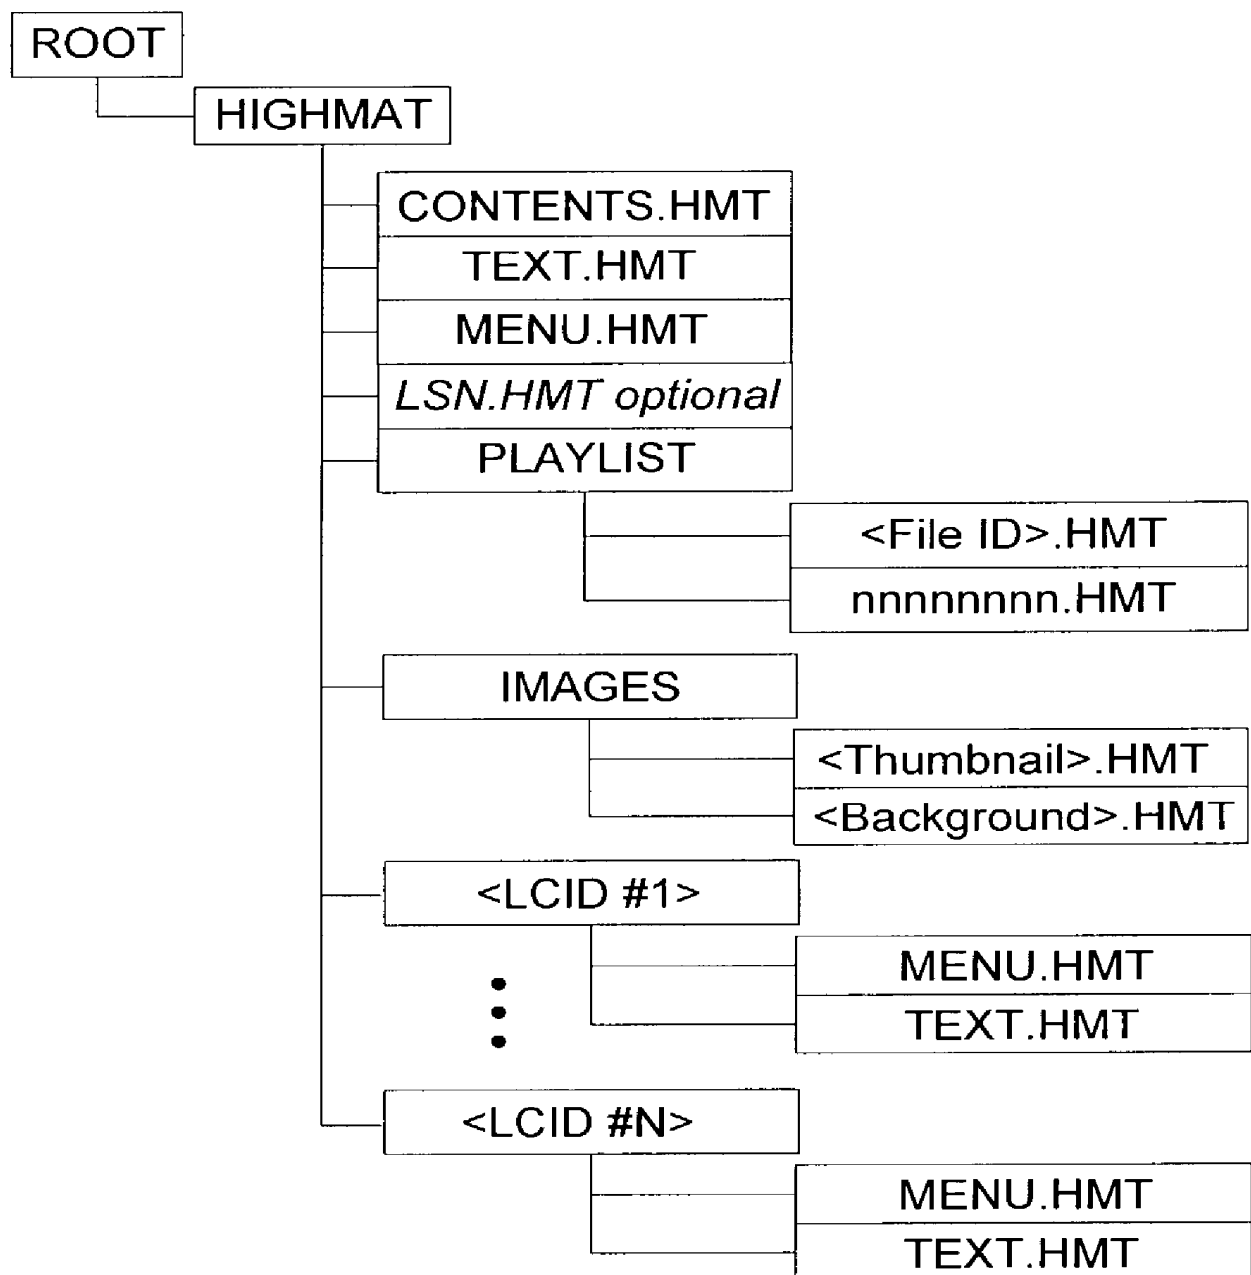 ROOT
HIGHMAT
CONTENTS.HMT
TEXT.HMT
MENU.HMT
LSN.HMT optional
PLAYLIST
<File ID>.HMT
nnnnnnnn.HMT
IMAGES
<Thumbnail>.HMT
<Background>.HMT
<LCID #1>
MENU.HMT
TEXT.HMT
<LCID #N>
MENU.HMT
TEXT.HMT